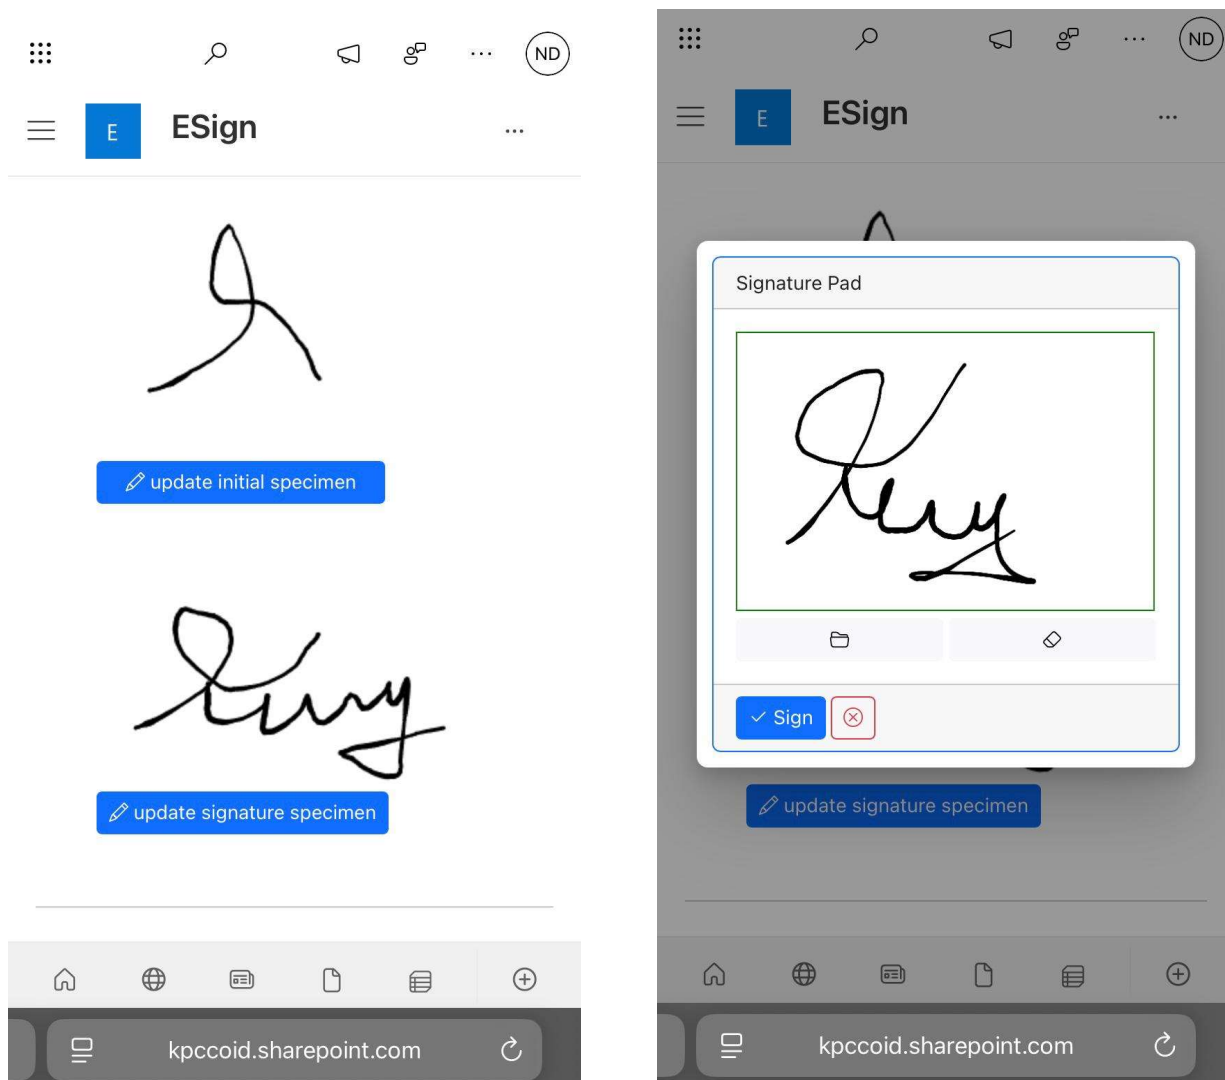 ND
E
ESign
update initial specimen
update signature specimen
kpccoid.sharepoint.com
ND
E
ESign
Signature Pad
Sign
update signature specimen
kpccoid.sharepoint.com